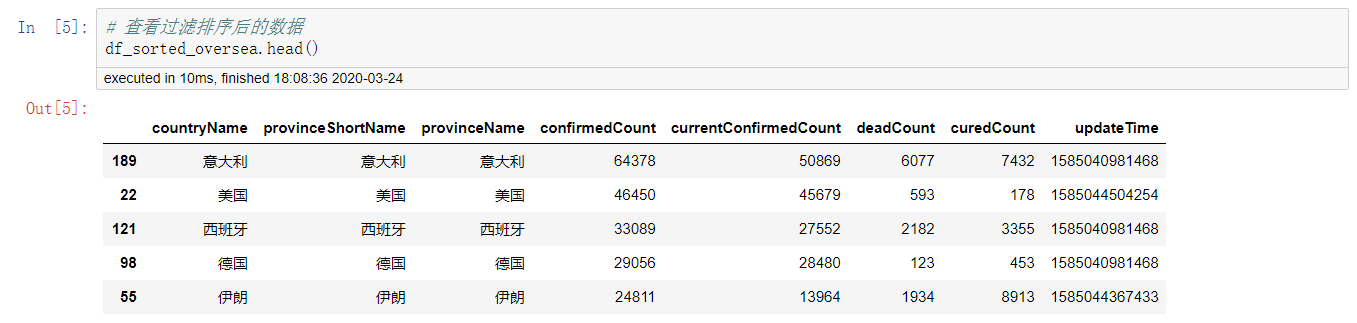 In [5]: # 查看过滤排序后的数据
df_sorted_oversea.head()
executed in 10ms, finished 18:08:36 2020-03-24
Out[5]:
countryName provinceShortName provinceName confirmedCount currentConfirmedCount deadCount curedCount updateTime
189 意大利 意大利 意大利 64378 50869 6077 7432 1585040981468
22 美国 美国 美国 46450 45679 593 178 1585044504254
121 西班牙 西班牙 西班牙 33089 27552 2182 3355 1585040981468
98 德国 德国 德国 29056 28480 123 453 1585040981468
55 伊朗 伊朗 伊朗 24811 13964 1934 8913 1585044367433